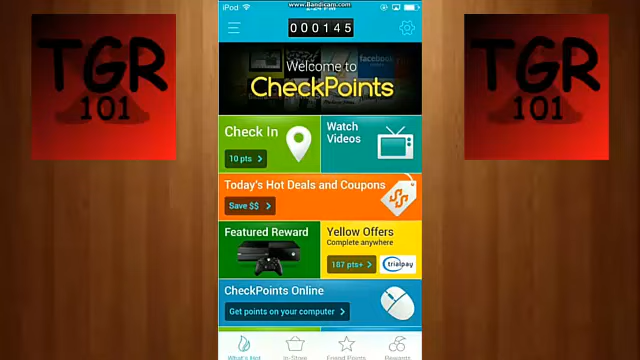 www.Bandicam.com
iPod
000145
TGR
101
TGR
101
facebook
Welcome to
CheckPoints
Check In
10 pts >
Watch
Videos
Today's Hot Deals and Coupons
Save $$ >
Featured Reward
Yellow Offers
Complete anywhere
187 pts+ >
trialpay
CheckPoints Online
Get points on your computer >
What's Hot
In-Store
Friend Points
Rewards